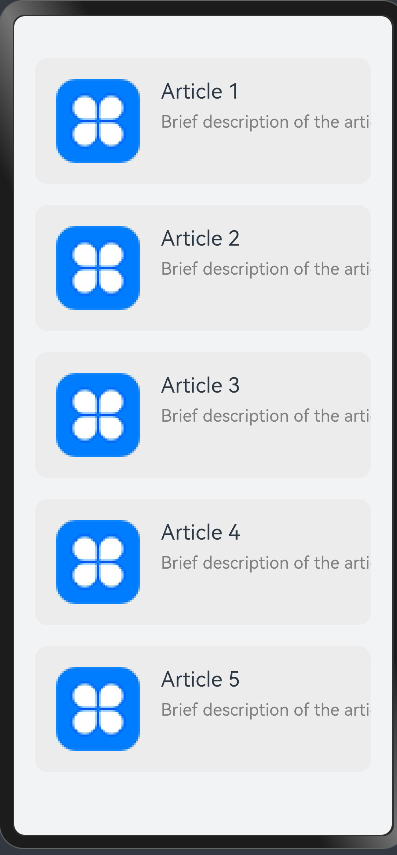 Article 1
Brief description of the arti
Article 2
Brief description of the arti
Article 3
Brief description of the arti
Article 4
Brief description of the arti
Article 5
Brief description of the arti